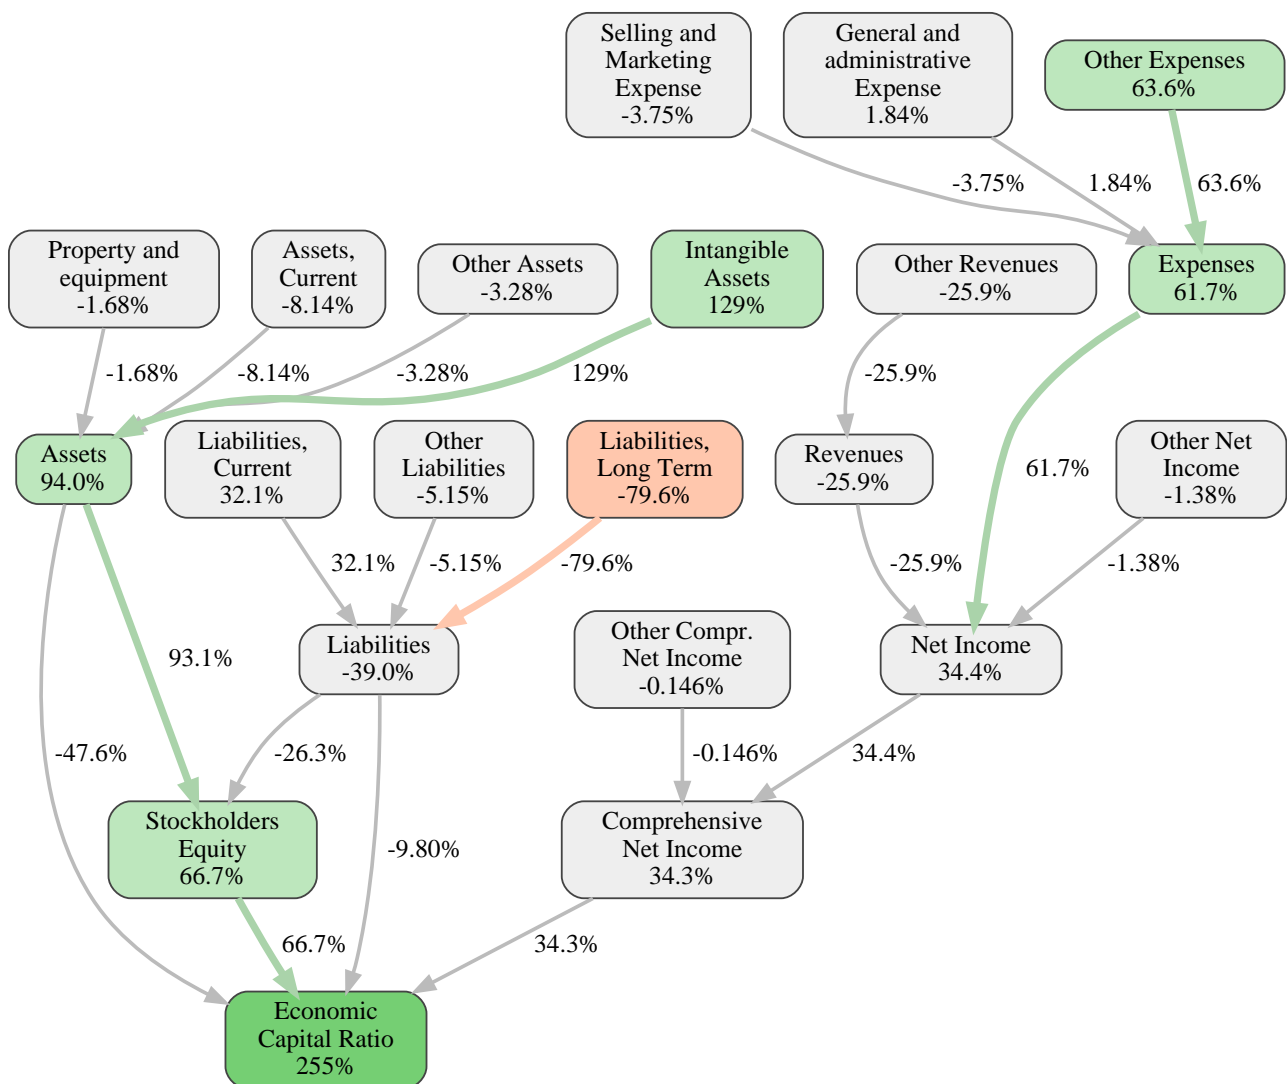 Selling and
Marketing
Expense
-3.75%
General and
administrative
Expense
1.84%
Other Expenses
63.6%
-3.75%
1.84%
63.6%
Property and
equipment
-1.68%
Assets,
Current
-8.14%
Other Assets
-3.28%
Intangible
Assets
129%
Other Revenues
-25.9%
Expenses
61.7%
-1.68%
-8.14%
-3.28%
129%
-25.9%
Assets
94.0%
Liabilities,
Current
32.1%
Other
Liabilities
-5.15%
Liabilities,
Long Term
-79.6%
Revenues
-25.9%
61.7%
Other Net
Income
-1.38%
32.1%
-5.15%
-79.6%
-25.9%
-1.38%
93.1%
Liabilities
-39.0%
Other Compr.
Net Income
-0.146%
Net Income
34.4%
-47.6%
-26.3%
-0.146%
34.4%
Stockholders
Equity
66.7%
-9.80%
Comprehensive
Net Income
34.3%
66.7%
34.3%
Economic
Capital Ratio
255%